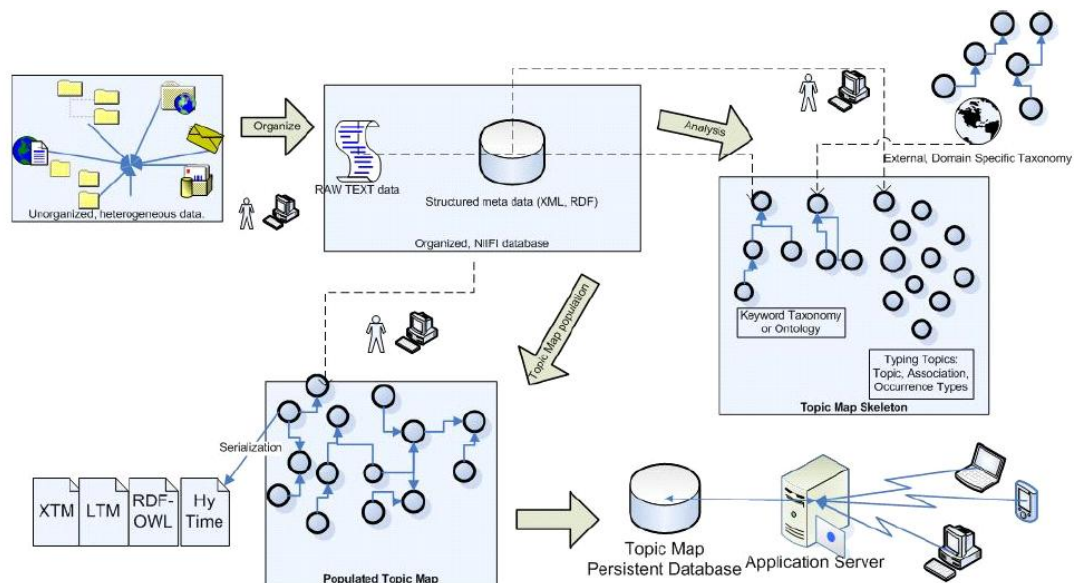 Organize
Analysis
External, Domain Specific Taxonomy
RAW TEXT data
Structured meta data (XML, RDF)
Unorganized, heterogeneous data.
Organized, NIIFI database
Keyword Taxonomy
or Ontology
Topic Map population
Typing Topics:
Topic, Association,
Occurrence Types
Topic Map Skeleton
Serialization
XTM
LTM
RDF-
OWL
Hy
Time
Populated Topic Map
Topic Map
Persistent Database
Application Server